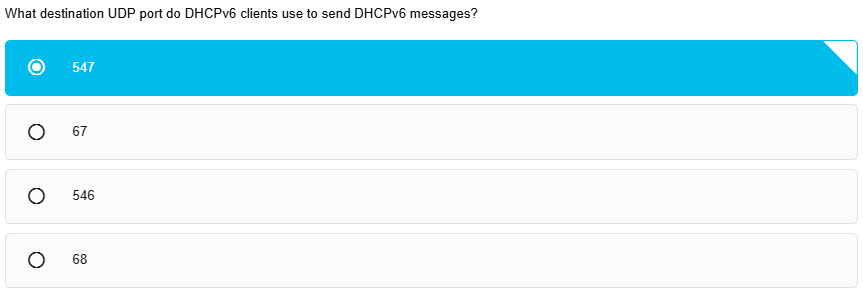 What destination UDP port do DHCPv6 clients use to send DHCPv6 messages?
547
67
546
68